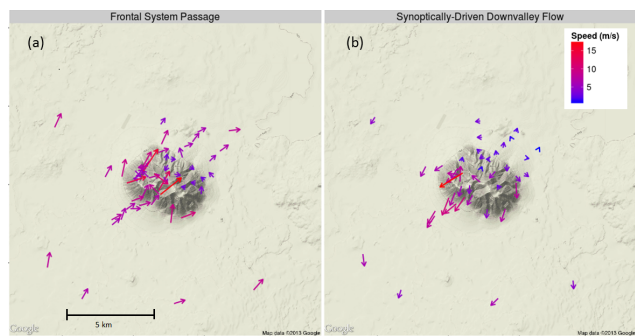 Frontal System Passage
Synoptically-Driven Downvalley Flow
(a)
(b)
Speed (m/s)
15
10
5
5 km
Google
Map data ©2013 Google
Google
Map data ©2013 Google